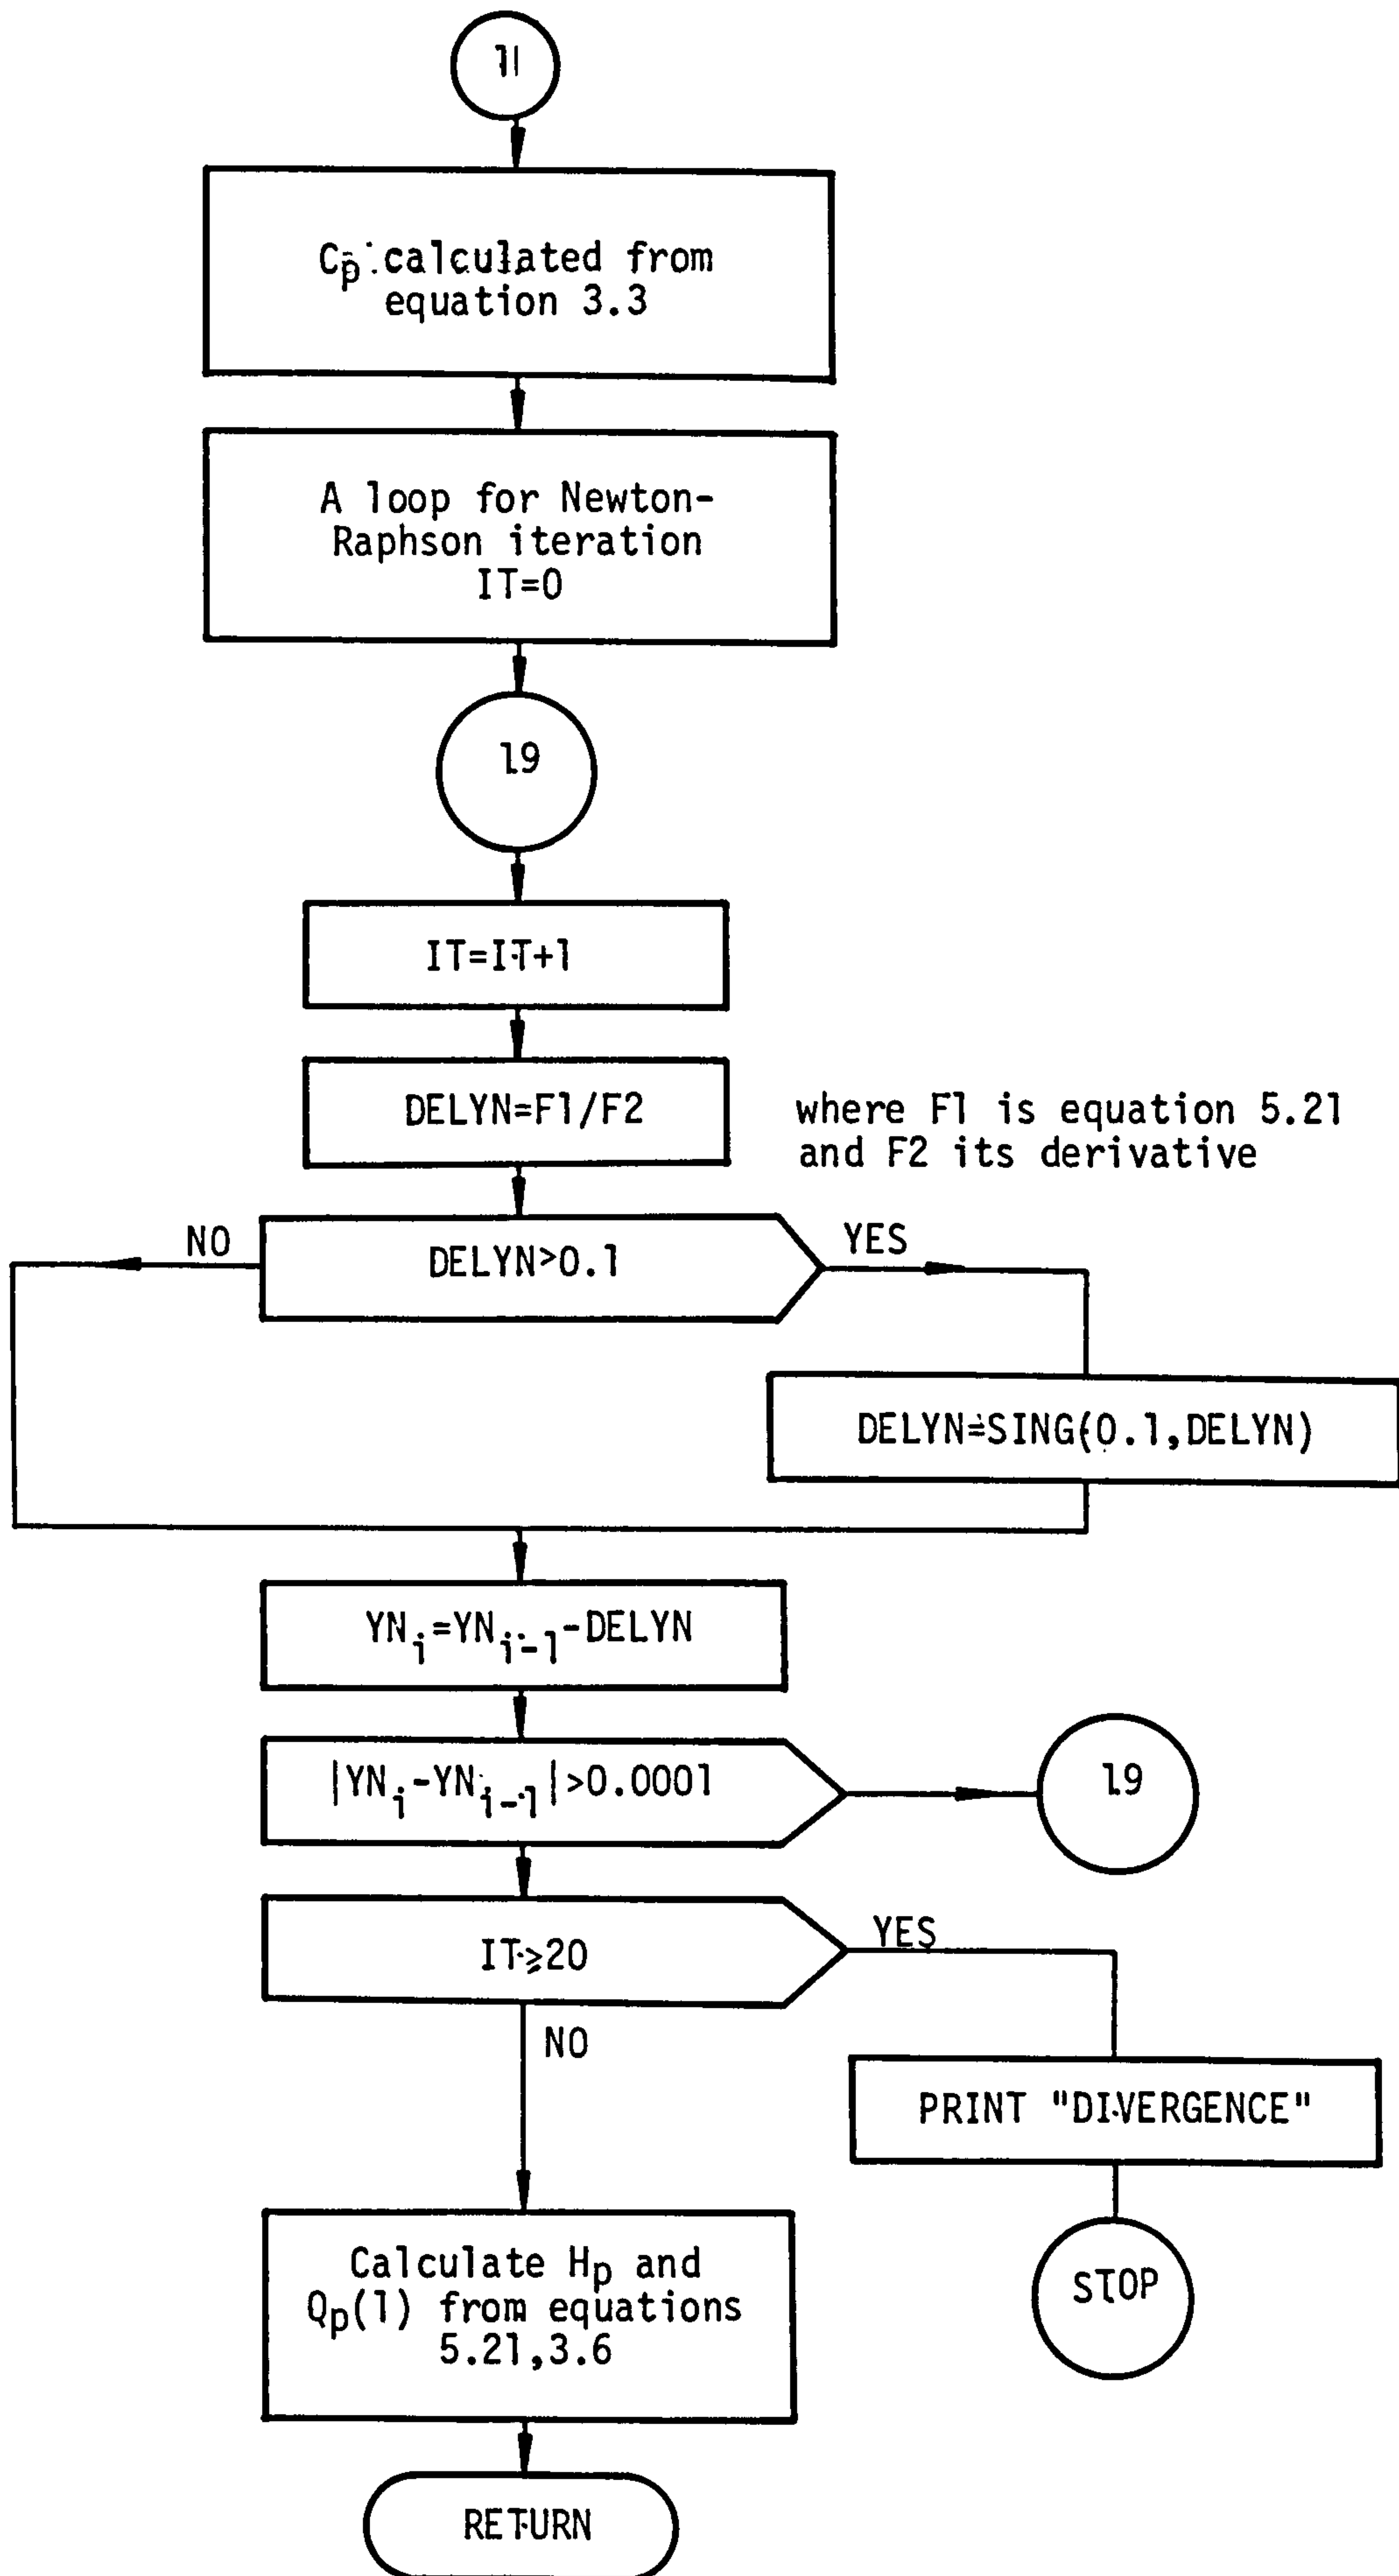 11
Cp calculated from
equation 3.3
A loop for Newton-
Raphson iteration
IT=0
19
IT=IT+1
DELYN=F1/F2
where F1 is equation 5.21
and F2 its derivative
NO
DELYN>0.1
YES
DELYN=SING(0.1,DELYN)
YNi=YNi-1-DELYN
|YNi-YNi-1|>0.0001
19
IT≥20
YES
NO
PRINT "DIVERGENCE"
STOP
Calculate Hp and
Qp(1) from equations
5.21,3.6
RETURN